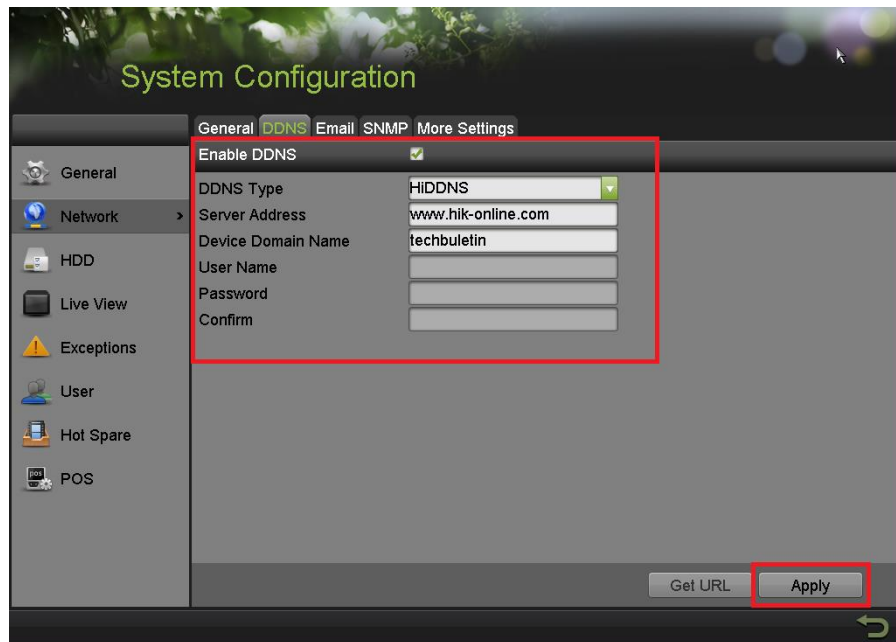 System Configuration
General DDNS Email SNMP More Settings
Enable DDNS
General
DDNS Type HiDDNS
Network > Server Address www.hik-online.com
Device Domain Name techbuletin
HDD
User Name
Password
Live View
Confirm
Exceptions
User
Hot Spare
pos POS
Get URL Apply